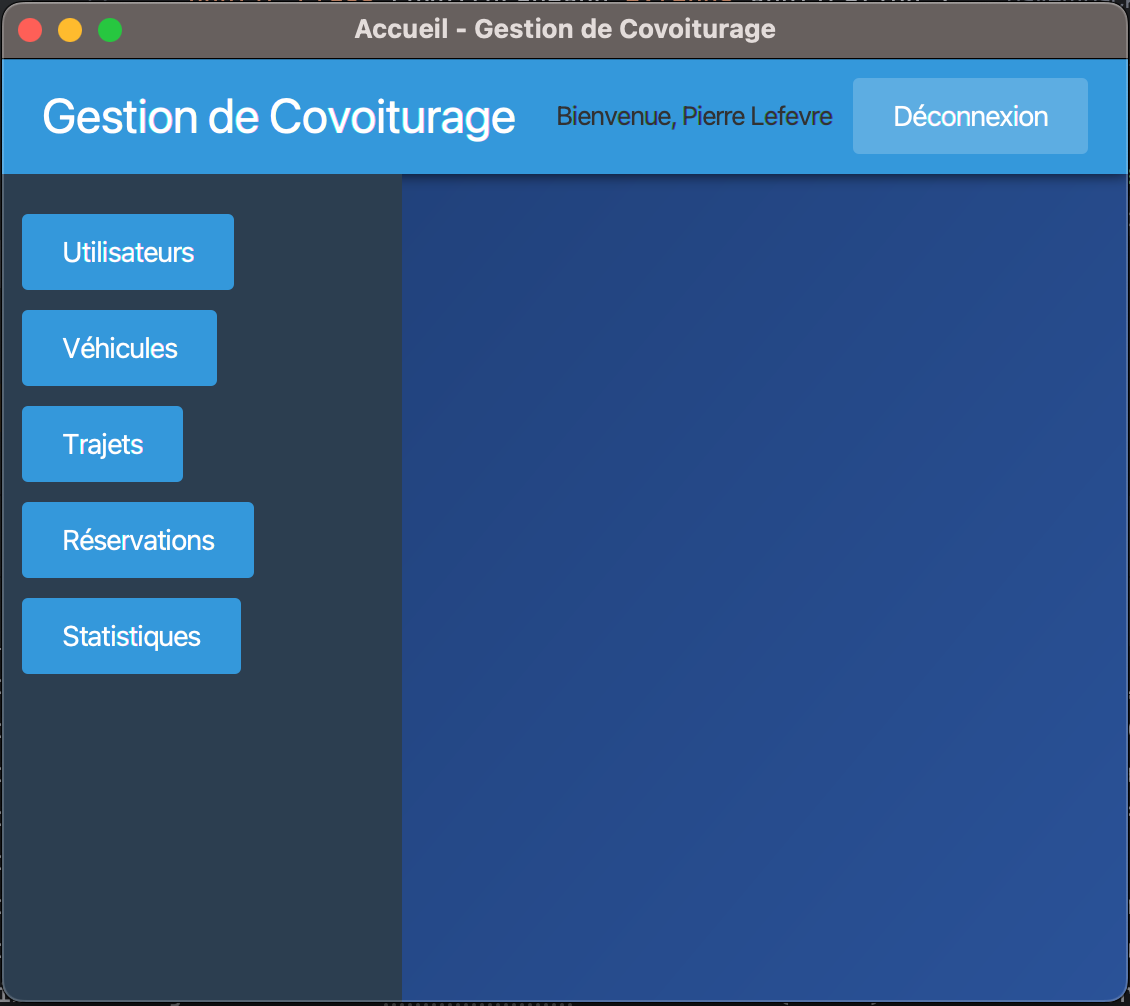 Accueil - Gestion de Covoiturage
Gestion de Covoiturage
Bienvenue, Pierre Lefevre
Déconnexion
Utilisateurs
Véhicules
Trajets
Réservations
Statistiques